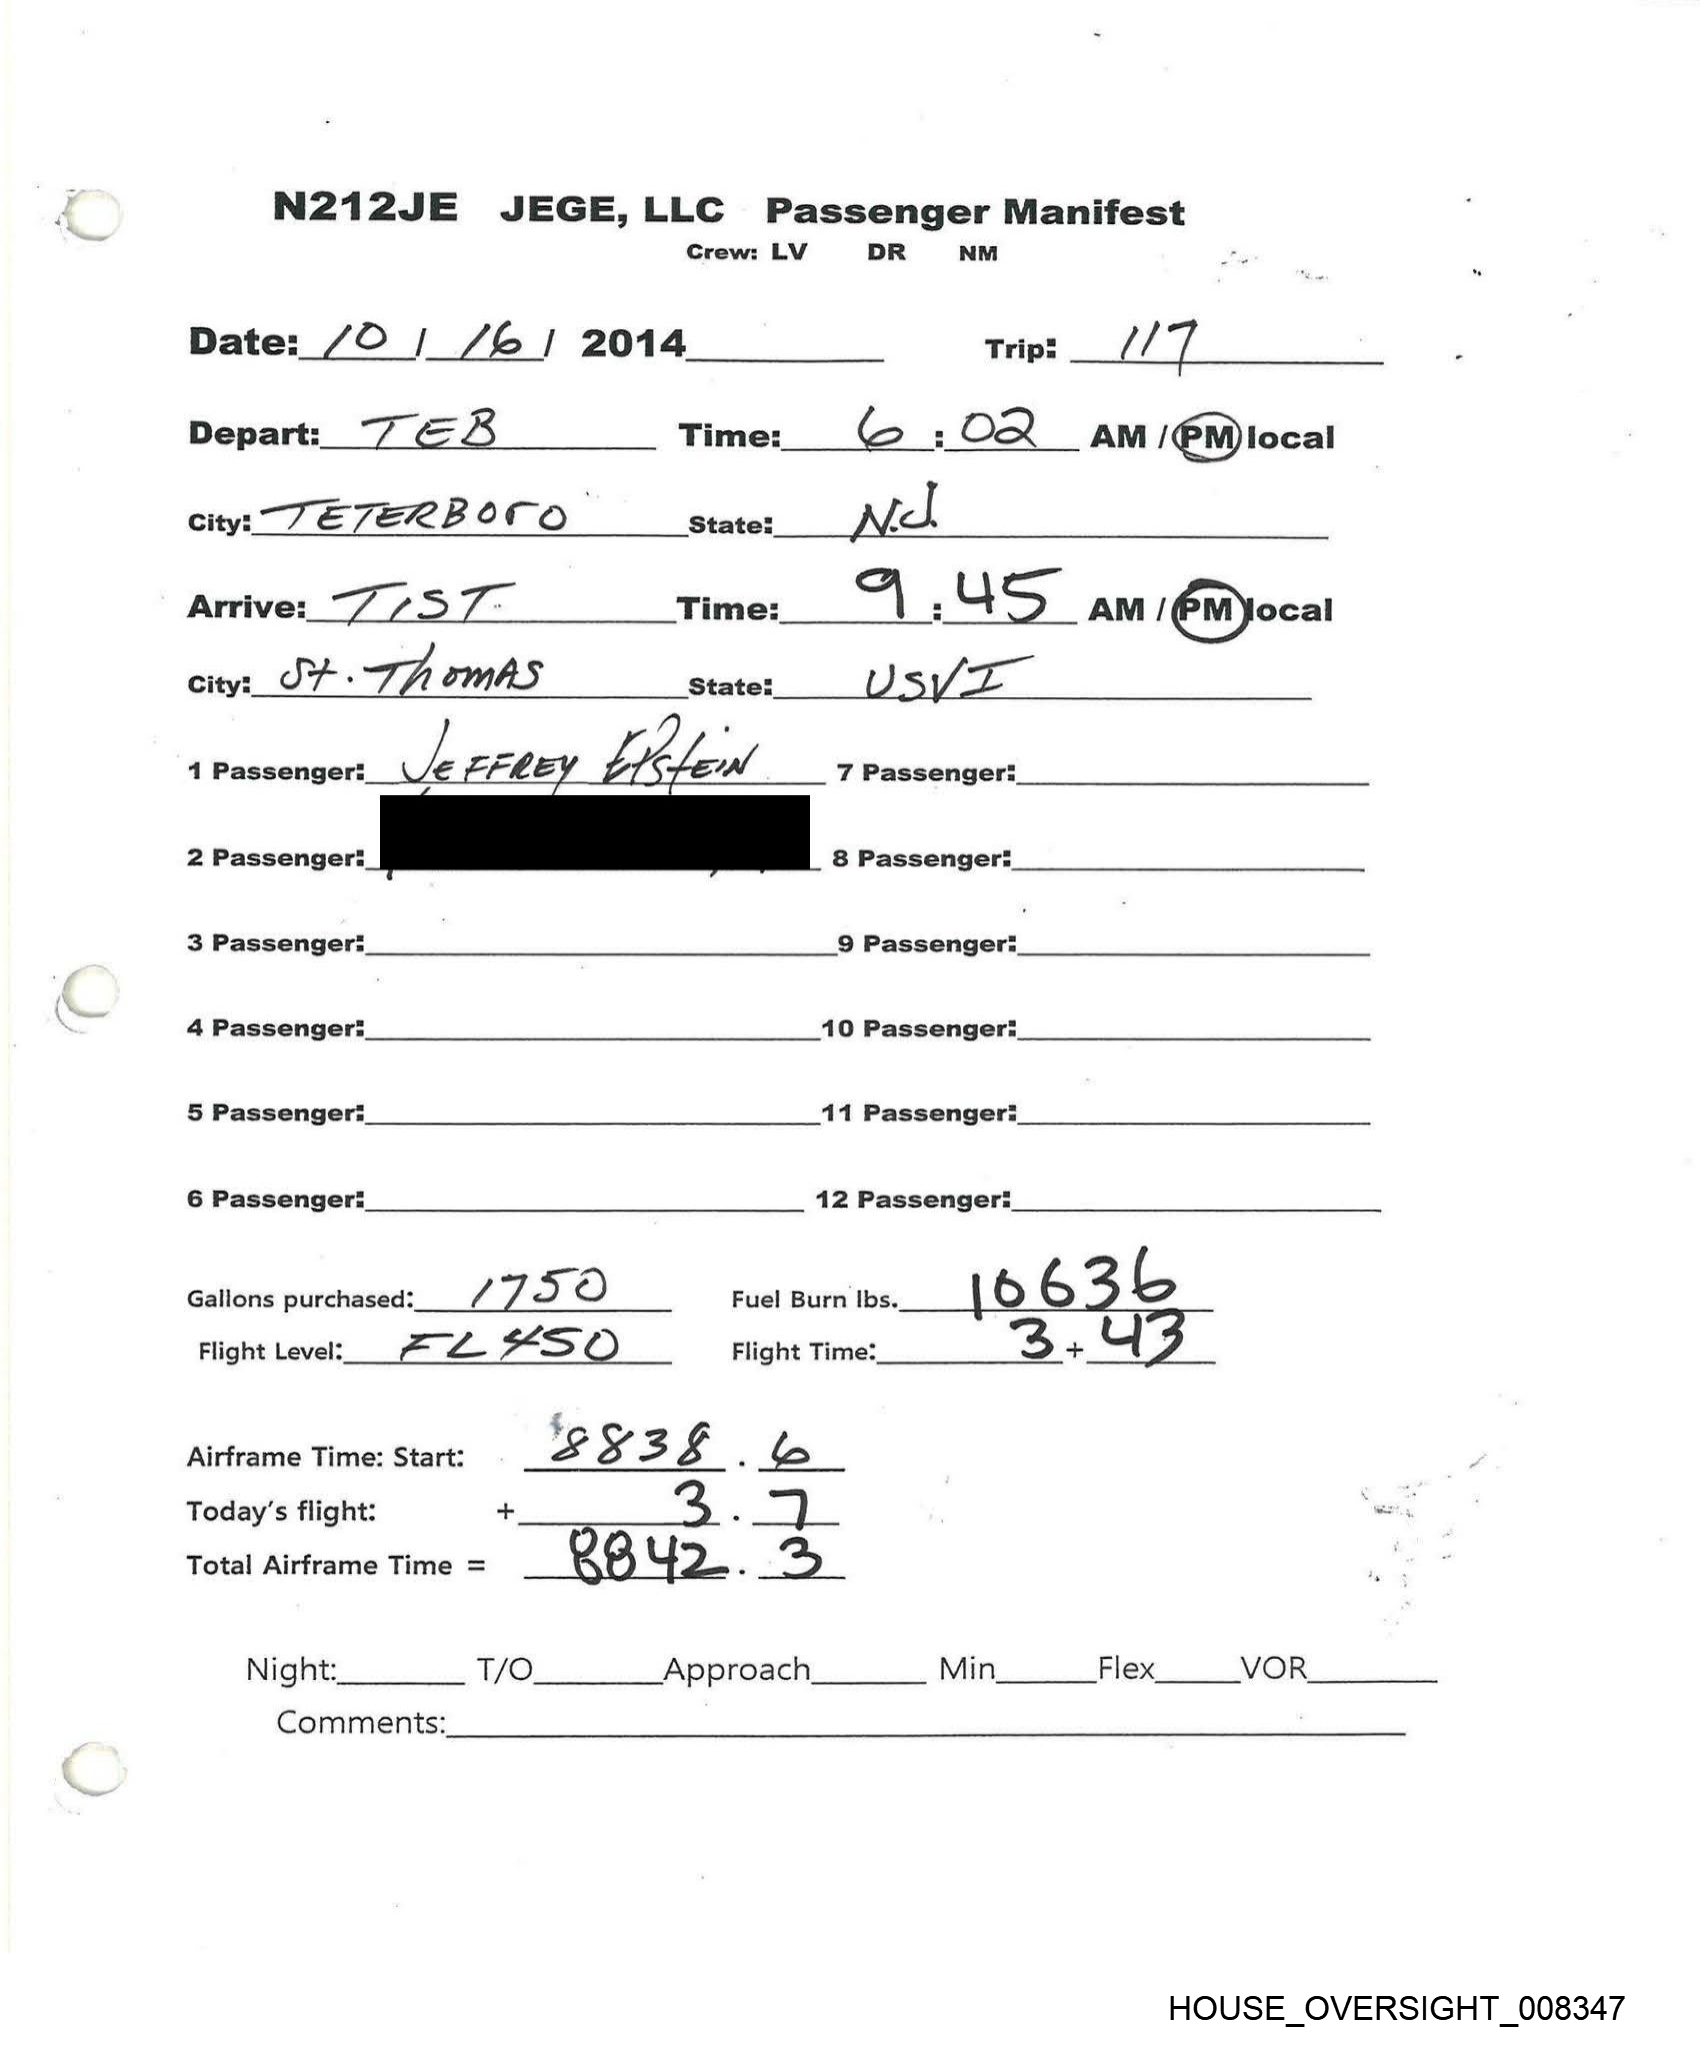 N212JE JEGE, LLC Passenger Manifest
Crew: LV DR NM
Date: 10 / 16 / 2014 Trip: 117
Depart: TEB Time: 6 : 02 AM / PM local
City: TETERBORO State: N.J.
Arrive: TIST. Time: 9 : 45 AM / PM local
City: St. Thomas State: USVI
1 Passenger: JEFFREY EPstEiN 7 Passenger:
2 Passenger: 8 Passenger:
3 Passenger: 9 Passenger:
4 Passenger: 10 Passenger:
5 Passenger: 11 Passenger:
6 Passenger: 12 Passenger:
Gallons purchased: 1750 Fuel Burn lbs. 10636
Flight Level: FL 450 Flight Time: 3 + 43
Airframe Time: Start: 8838 . 6
Today's flight: + 3 . 7
Total Airframe Time = 8842 . 3
Night: T/O Approach Min Flex VOR
Comments:
HOUSE_OVERSIGHT_008347